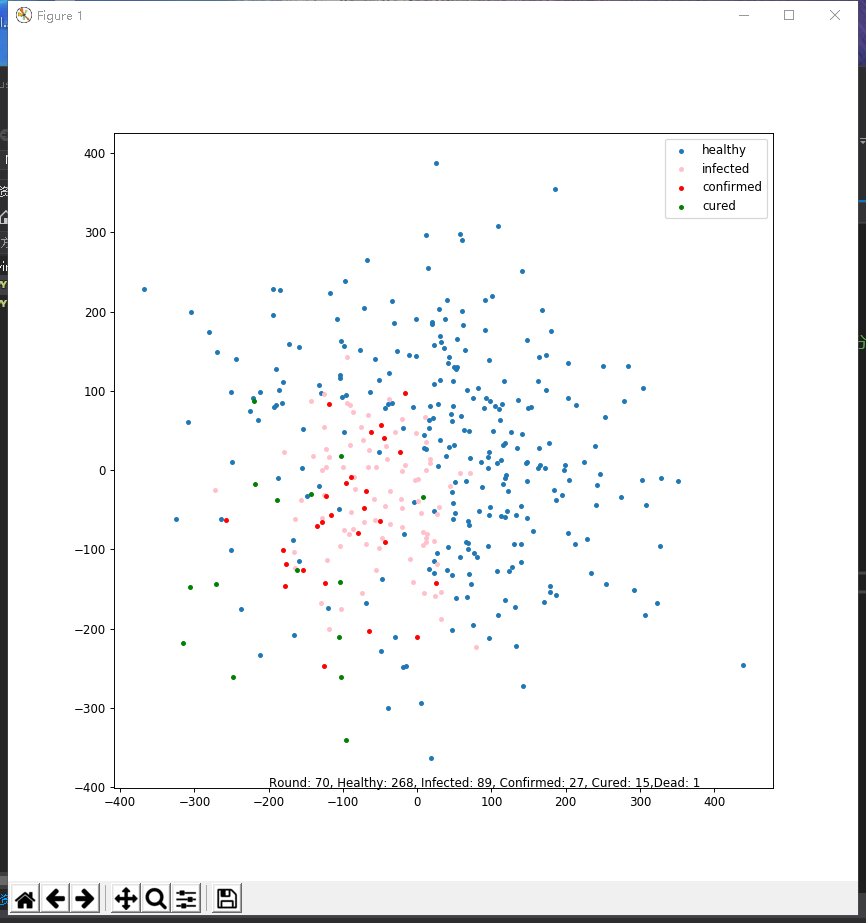 Figure 1
healthy
infected
confirmed
cured
400
300
200
100
0
−100
−200
−300
−400
Round: 70, Healthy: 268, Infected: 89, Confirmed: 27, Cured: 15,Dead: 1
−400 −300 −200 −100 0 100 200 300 400